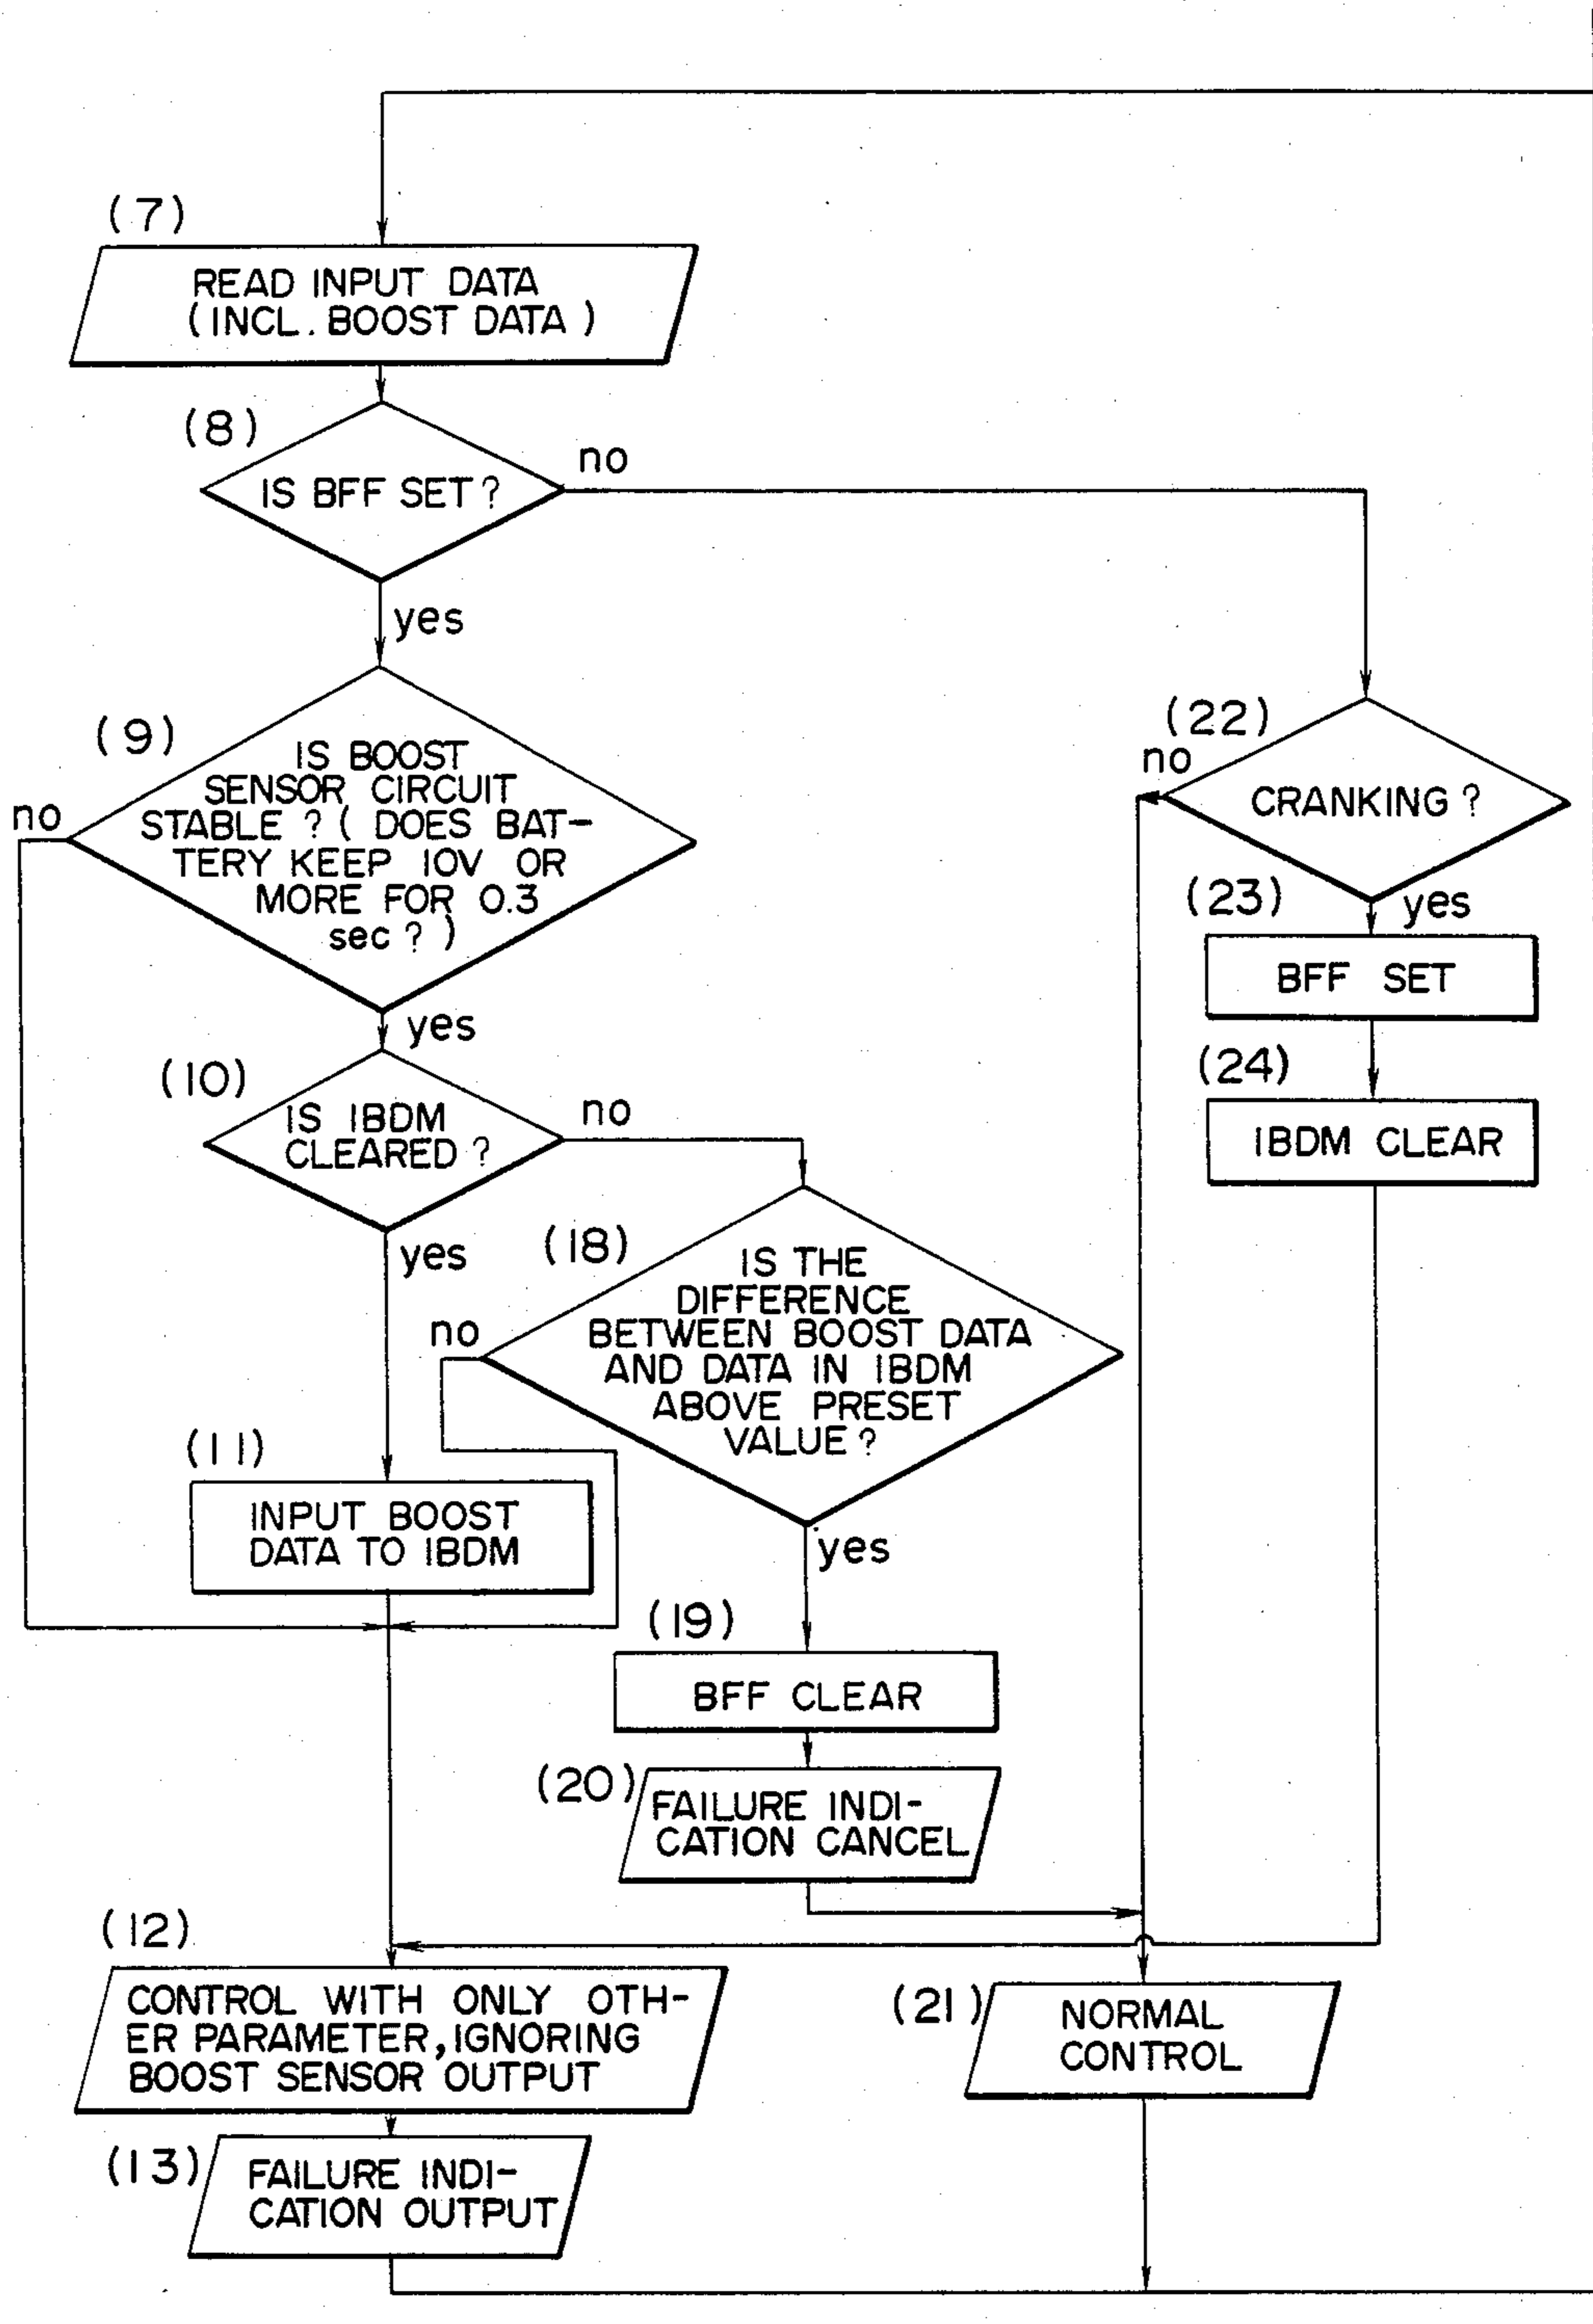 (7)
READ INPUT DATA
(INCL. BOOST DATA)
(8)
IS BFF SET?
no
yes
(9)
IS BOOST
SENSOR CIRCUIT
STABLE ? ( DOES BAT-
TERY KEEP 10V OR
MORE FOR 0.3
sec ? )
no
yes
(10)
IS IBDM
CLEARED ?
no
yes
(11)
INPUT BOOST
DATA TO IBDM
(18)
IS THE
DIFFERENCE
BETWEEN BOOST DATA
AND DATA IN IBDM
ABOVE PRESET
VALUE ?
no
yes
(19)
BFF CLEAR
(20)
FAILURE INDI-
CATION CANCEL
(22)
CRANKING ?
no
yes
(23)
BFF SET
(24)
IBDM CLEAR
(12)
CONTROL WITH ONLY OTH-
ER PARAMETER, IGNORING
BOOST SENSOR OUTPUT
(13)
FAILURE INDI-
CATION OUTPUT
(21)
NORMAL
CONTROL